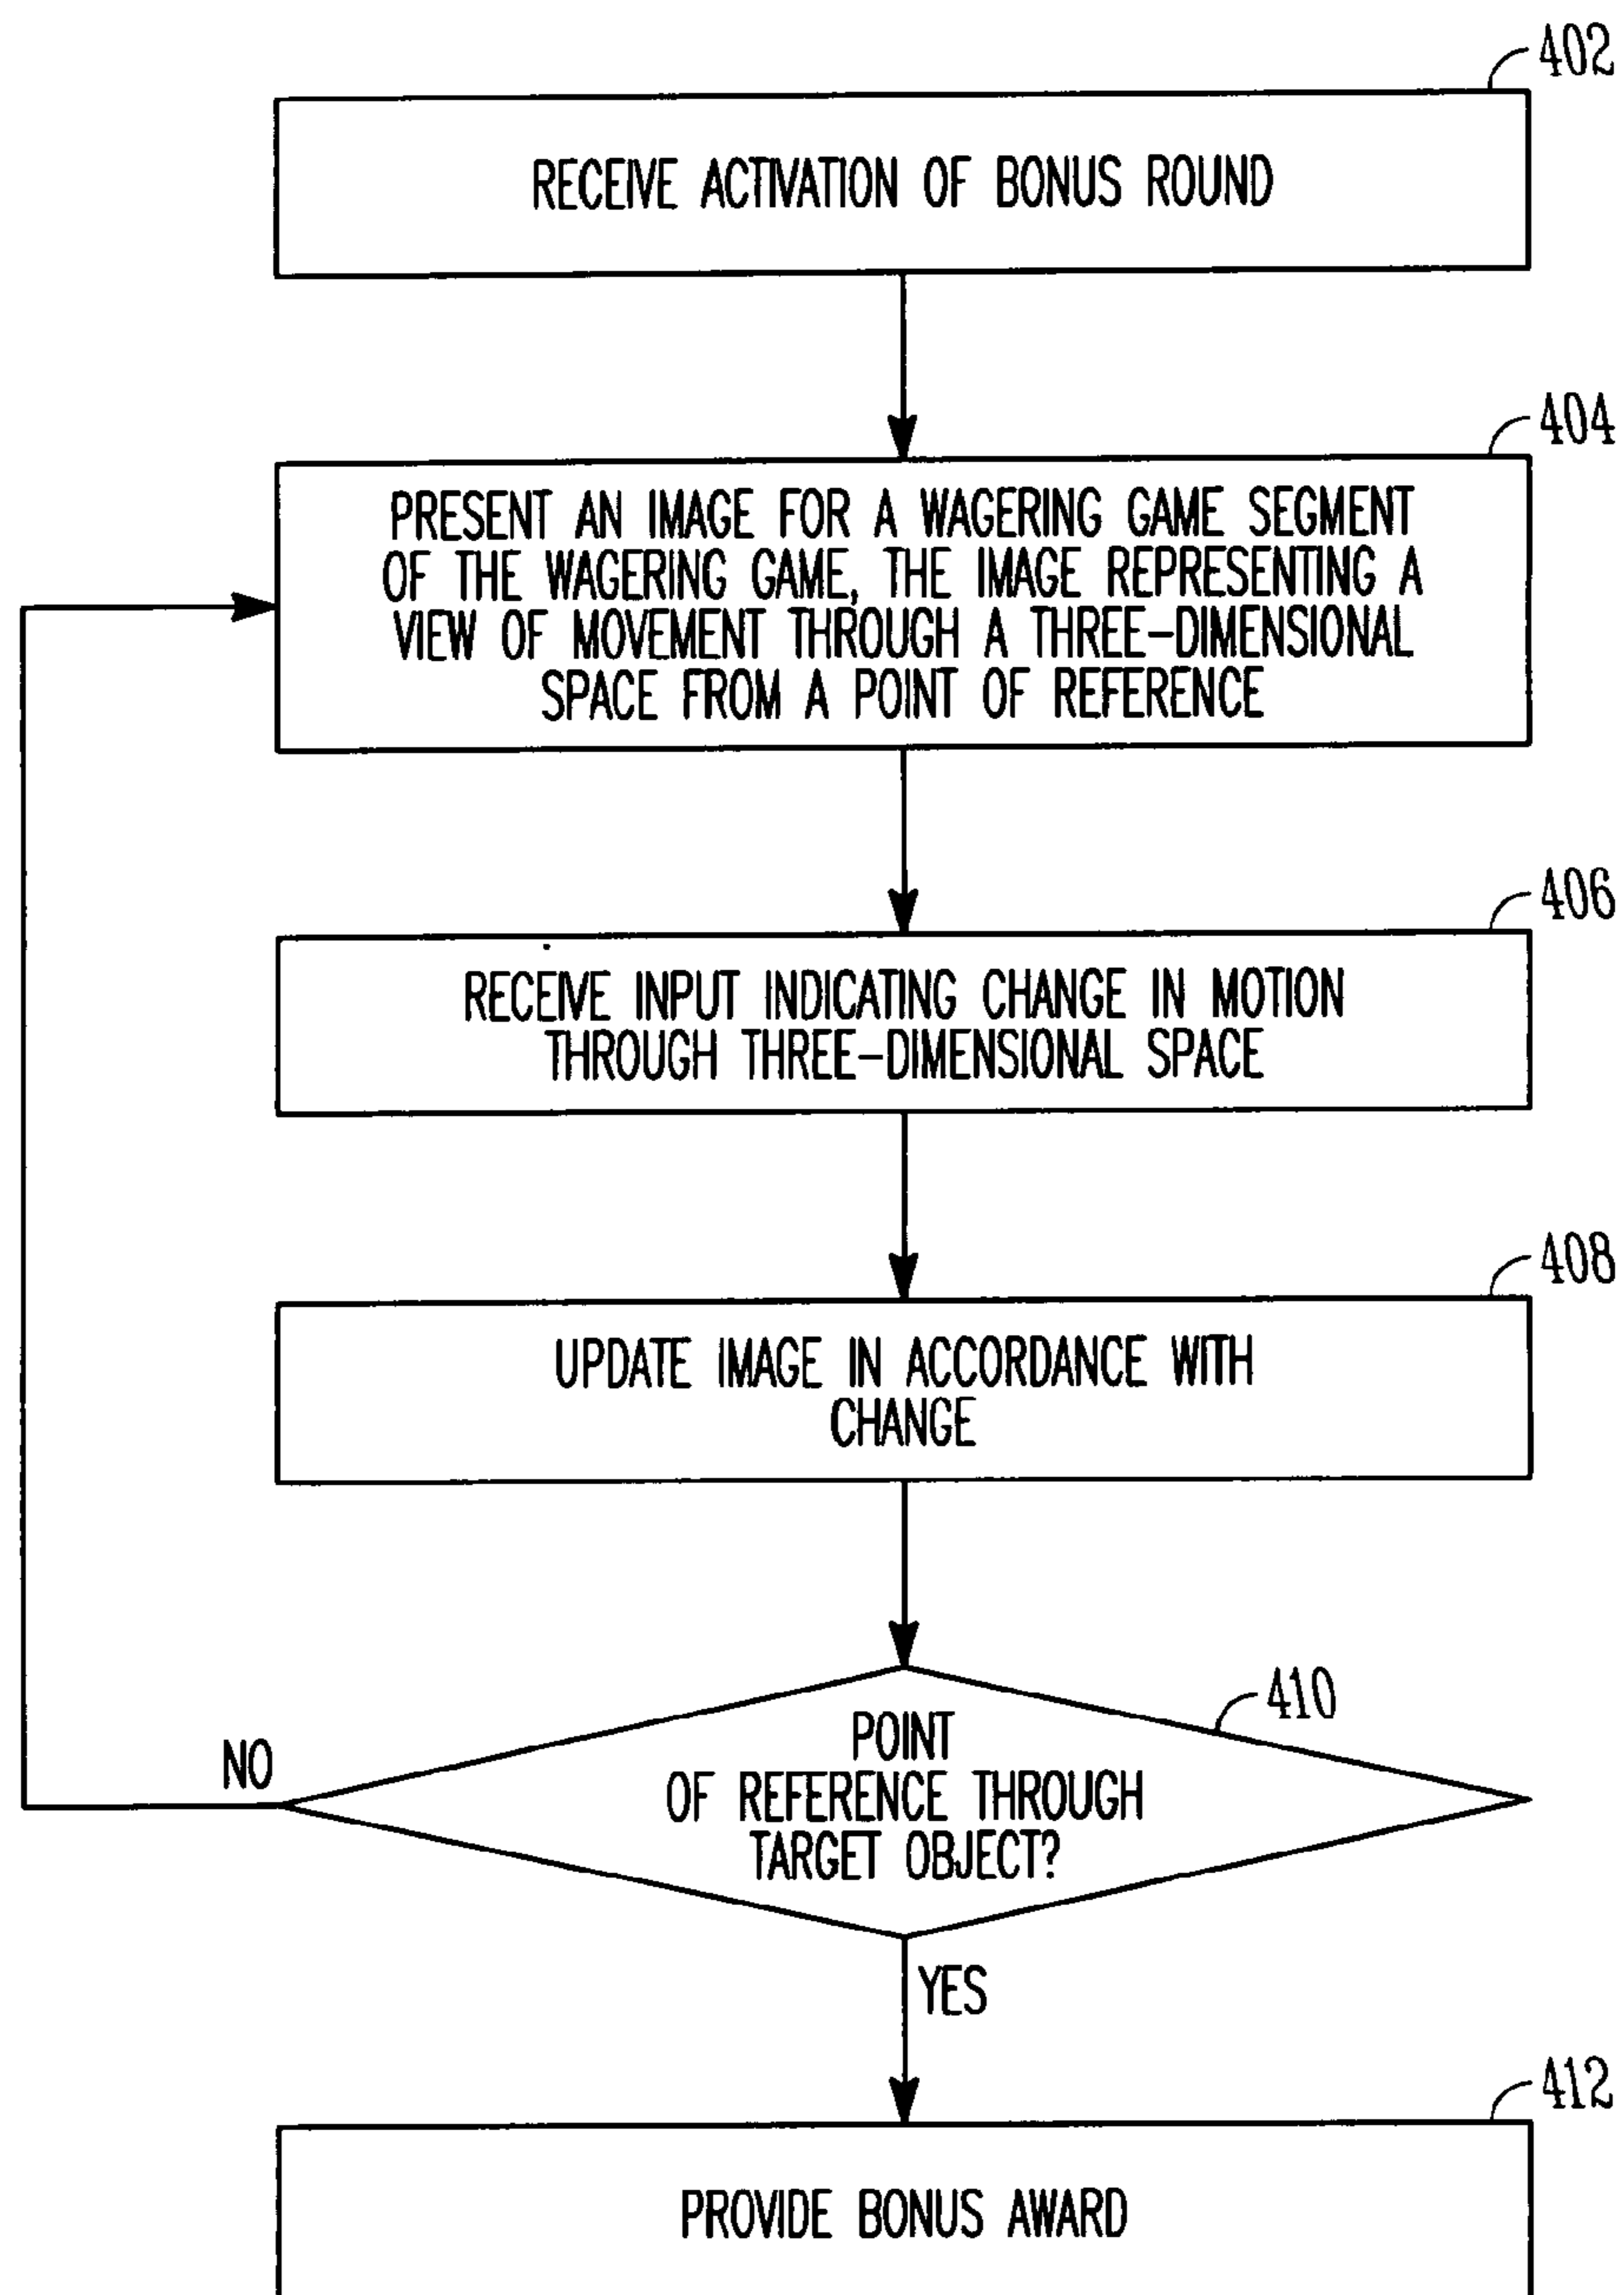 402
RECEIVE ACTIVATION OF BONUS ROUND
404
PRESENT AN IMAGE FOR A WAGERING GAME SEGMENT
OF THE WAGERING GAME, THE IMAGE REPRESENTING A
VIEW OF MOVEMENT THROUGH A THREE-DIMENSIONAL
SPACE FROM A POINT OF REFERENCE
406
RECEIVE INPUT INDICATING CHANGE IN MOTION
THROUGH THREE-DIMENSIONAL SPACE
408
UPDATE IMAGE IN ACCORDANCE WITH
CHANGE
410
POINT
OF REFERENCE THROUGH
TARGET OBJECT?
NO
YES
412
PROVIDE BONUS AWARD